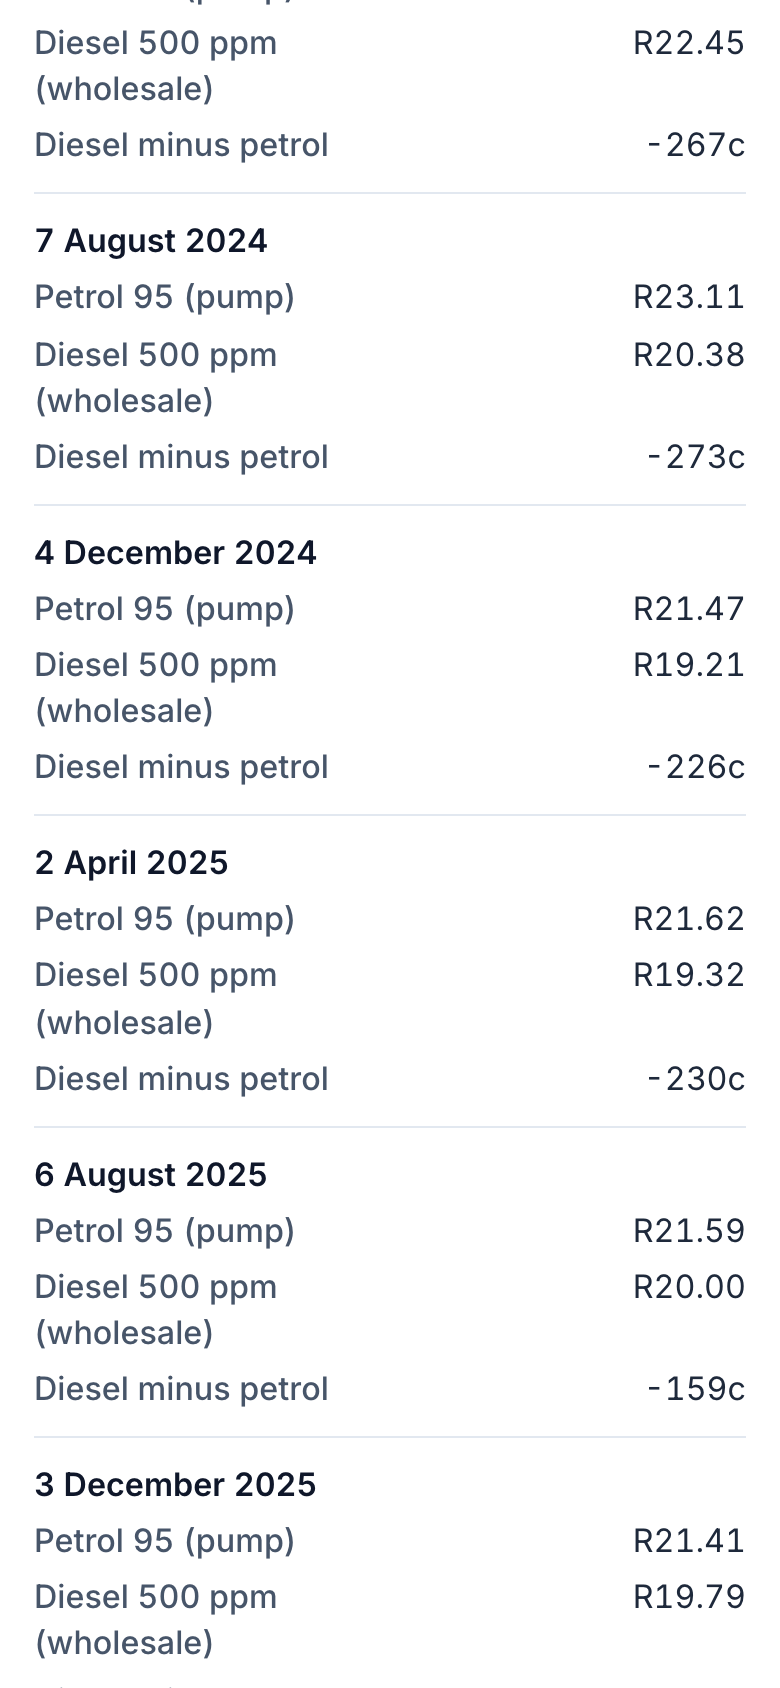 Diesel 500 ppm R22.45
(wholesale)
Diesel minus petrol -267c
7 August 2024
Petrol 95 (pump) R23.11
Diesel 500 ppm R20.38
(wholesale)
Diesel minus petrol -273c
4 December 2024
Petrol 95 (pump) R21.47
Diesel 500 ppm R19.21
(wholesale)
Diesel minus petrol -226c
2 April 2025
Petrol 95 (pump) R21.62
Diesel 500 ppm R19.32
(wholesale)
Diesel minus petrol -230c
6 August 2025
Petrol 95 (pump) R21.59
Diesel 500 ppm R20.00
(wholesale)
Diesel minus petrol -159c
3 December 2025
Petrol 95 (pump) R21.41
Diesel 500 ppm R19.79
(wholesale)